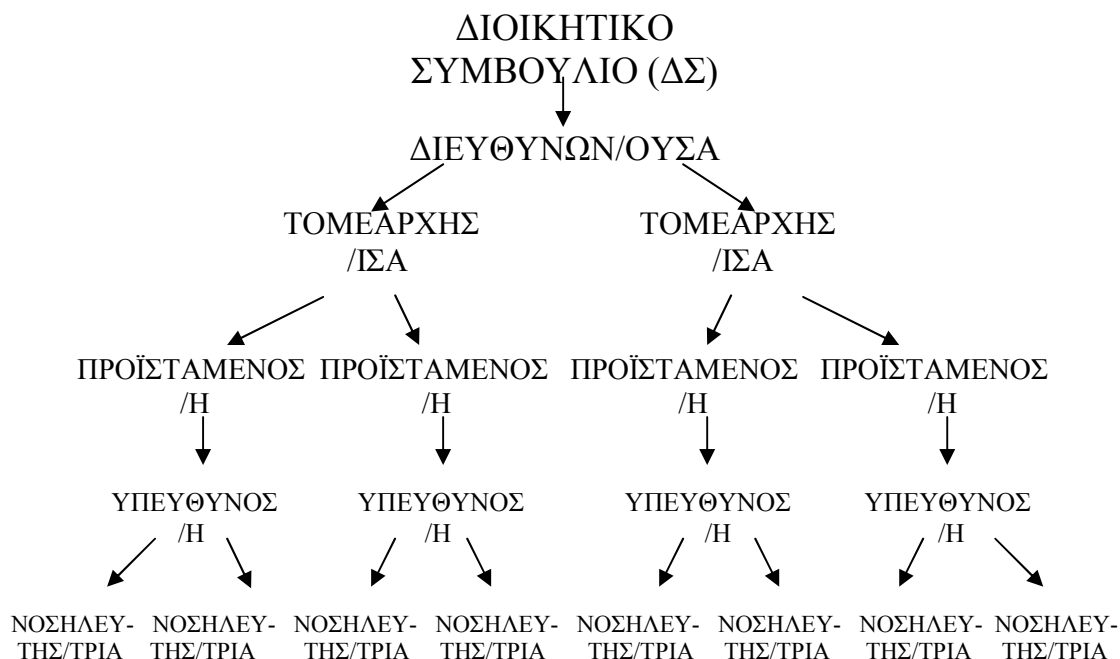 ΔΙΟΙΚΗΤΙΚΟ
ΣΥΜΒΟΥΛΙΟ (ΔΣ)
ΔΙΕΥΘΥΝΩΝ/ΟΥΣΑ
ΤΟΜΕΑΡΧΗΣ ΤΟΜΕΑΡΧΗΣ
/ΙΣΑ /ΙΣΑ
ΠΡΟΪΣΤΑΜΕΝΟΣ ΠΡΟΪΣΤΑΜΕΝΟΣ ΠΡΟΪΣΤΑΜΕΝΟΣ ΠΡΟΪΣΤΑΜΕΝΟΣ
/Η /Η /Η /Η
ΥΠΕΥΘΥΝΟΣ ΥΠΕΥΘΥΝΟΣ ΥΠΕΥΘΥΝΟΣ ΥΠΕΥΘΥΝΟΣ
/Η /Η /Η /Η
ΝΟΣΗΛΕΥ- ΝΟΣΗΛΕΥ- ΝΟΣΗΛΕΥ- ΝΟΣΗΛΕΥ- ΝΟΣΗΛΕΥ- ΝΟΣΗΛΕΥ- ΝΟΣΗΛΕΥ- ΝΟΣΗΛΕΥ-
ΤΗΣ/ΤΡΙΑ ΤΗΣ/ΤΡΙΑ ΤΗΣ/ΤΡΙΑ ΤΗΣ/ΤΡΙΑ ΤΗΣ/ΤΡΙΑ ΤΗΣ/ΤΡΙΑ ΤΗΣ/ΤΡΙΑ ΤΗΣ/ΤΡΙΑ